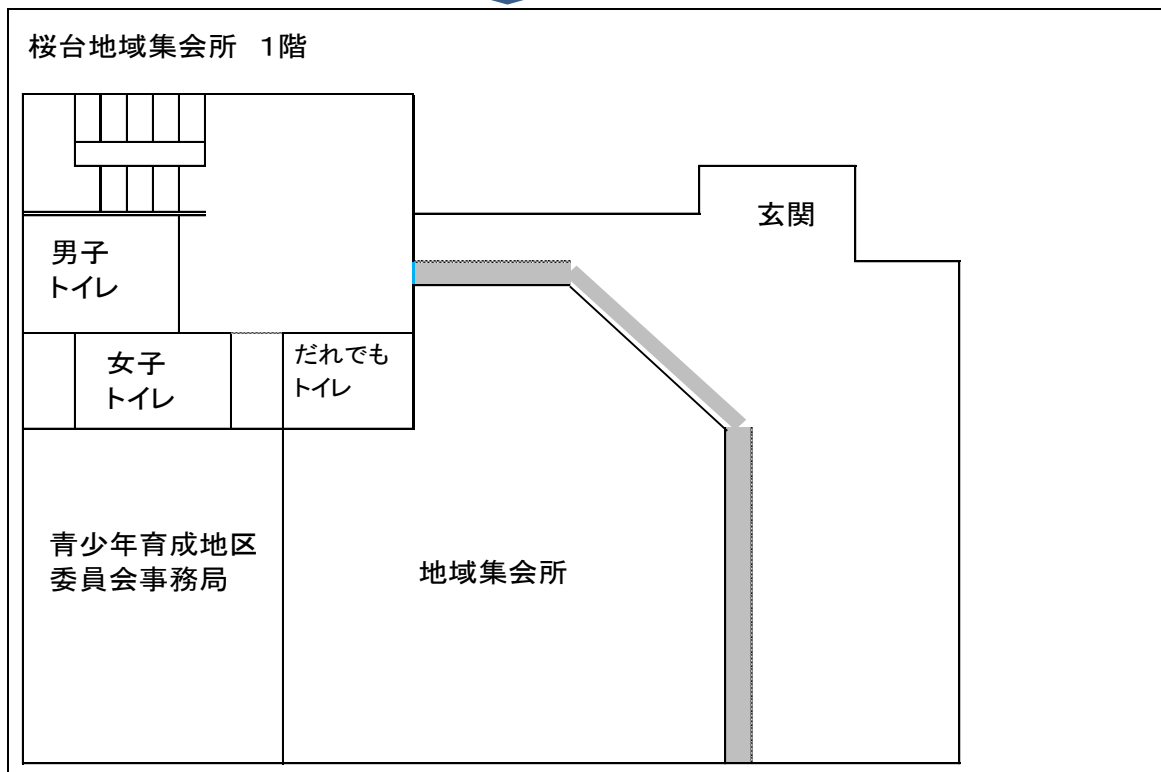 桜台地域集会所　1階
玄関
男子
トイレ
女子
トイレ
だれでも
トイレ
青少年育成地区
委員会事務局
地域集会所